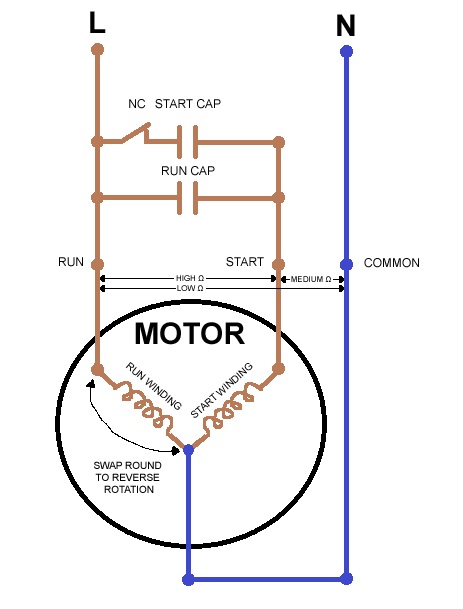 L
N
NC START CAP
RUN CAP
RUN
START
COMMON
HIGH Ω
MEDIUM Ω
LOW Ω
MOTOR
RUN WINDING
START WINDING
SWAP ROUND
TO REVERSE
ROTATION